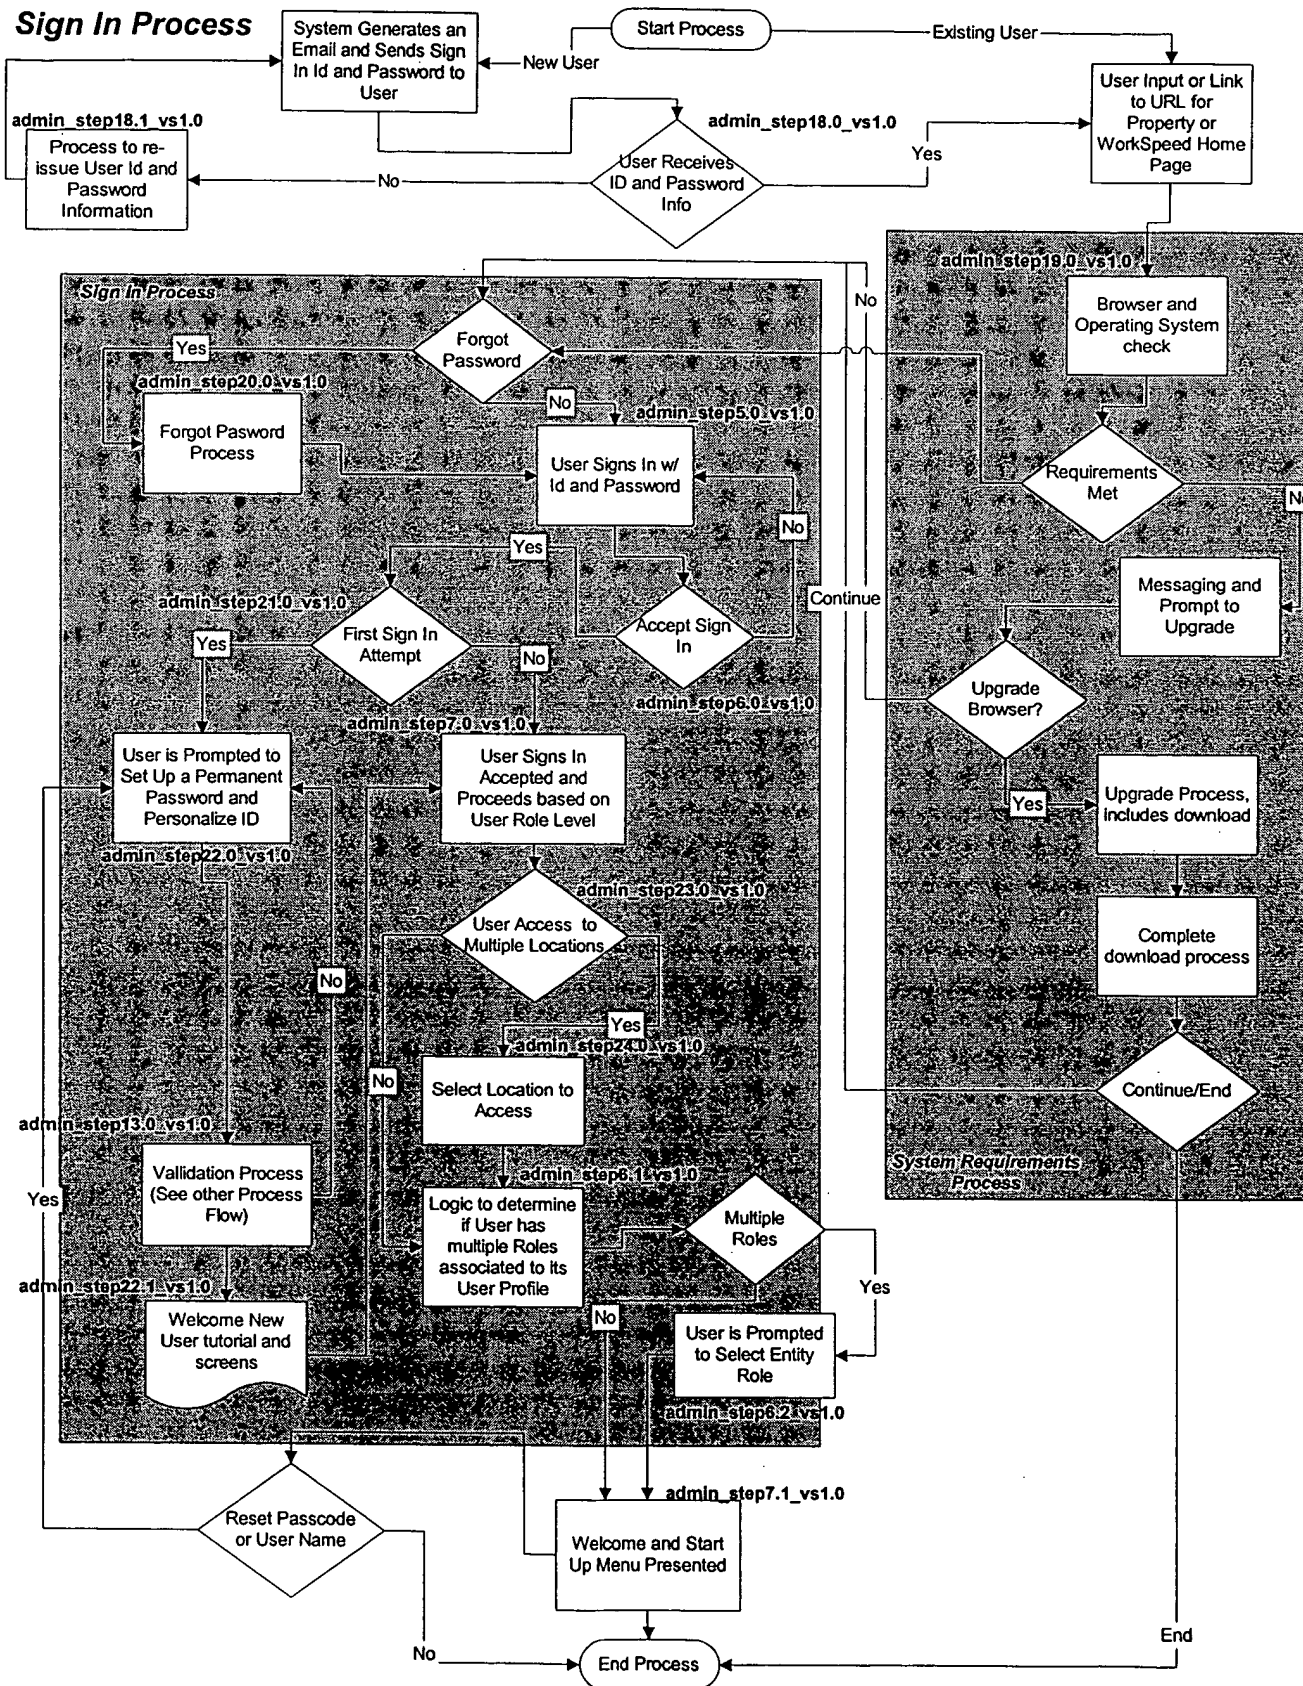 Sign In Process
System Generates an
Email and Sends Sign
In Id and Password to
User
New User
Start Process
Existing User
User Input or Link
to URL for
Property or
WorkSpeed Home
Page
admin_step18.1_vs1.0
Process to re-
issue User Id and
Password
Information
No
admin_step18.0_vs1.0
User Receives
ID and Password
Info
Yes
Sign In Process
Forgot
Password
Yes
No
admin_step20.0_vs1.0
Forgot Pasword
Process
admin_step5.0_vs1.0
User Signs In w/
Id and Password
No
Yes
Accept Sign
In
admin_step6.0_vs1.0
admin_step21.0_vs1.0
First Sign In
Attempt
Yes
No
User is Prompted to
Set Up a Permanent
Password and
Personalize ID
admin_step22.0_vs1.0
admin_step7.0_vs1.0
User Signs In
Accepted and
Proceeds based on
User Role Level
admin_step23.0_vs1.0
User Access to
Multiple Locations
No
Yes
No
admin_step24.0_vs1.0
Select Location to
Access
admin_step13.0_vs1.0
Vallidation Process
(See other Process
Flow)
admin_step22.1_vs1.0
Welcome New
User tutorial and
screens
admin_step6.1_vs1.0
Logic to determine
if User has
multiple Roles
associated to Its
User Profile
Multiple
Roles
Yes
No
User is Prompted
to Select Entity
Role
admin_step6.2_vs1.0
admin_step19.0_vs1.0
Browser and
Operating System
check
Requirements
Met
No
No
Messaging and
Prompt to
Upgrade
Continue
Upgrade
Browser?
Yes
Upgrade Process,
includes download
Complete
download process
Continue/End
System Requirements
Process
Yes
Reset Passcode
or User Name
No
admin_step7.1_vs1.0
Welcome and Start
Up Menu Presented
End
End Process